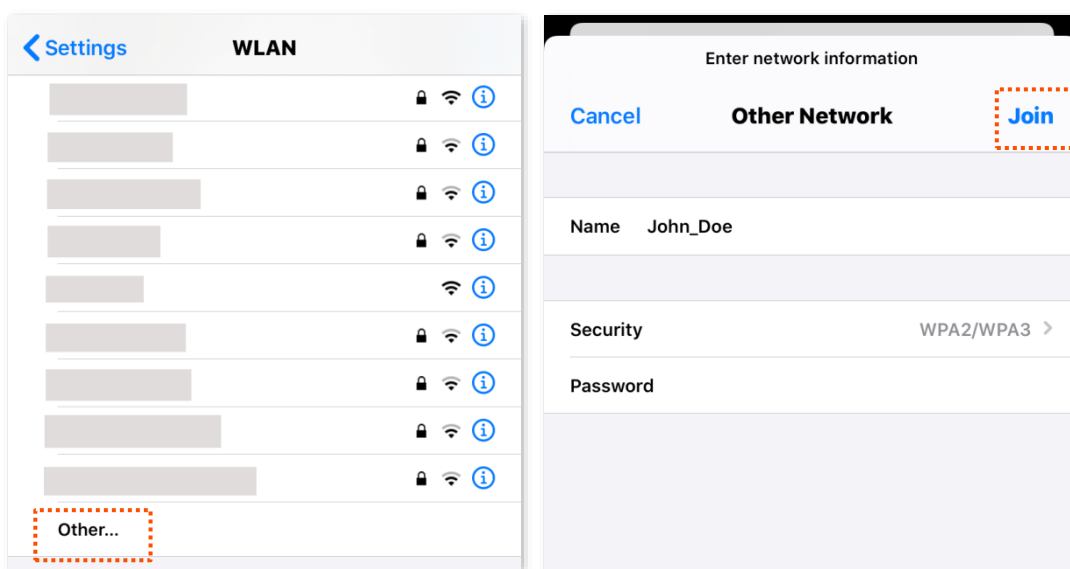 Settings
WLAN
Other...
Enter network information
Cancel
Other Network
Join
Name John_Doe
Security WPA2/WPA3
Password